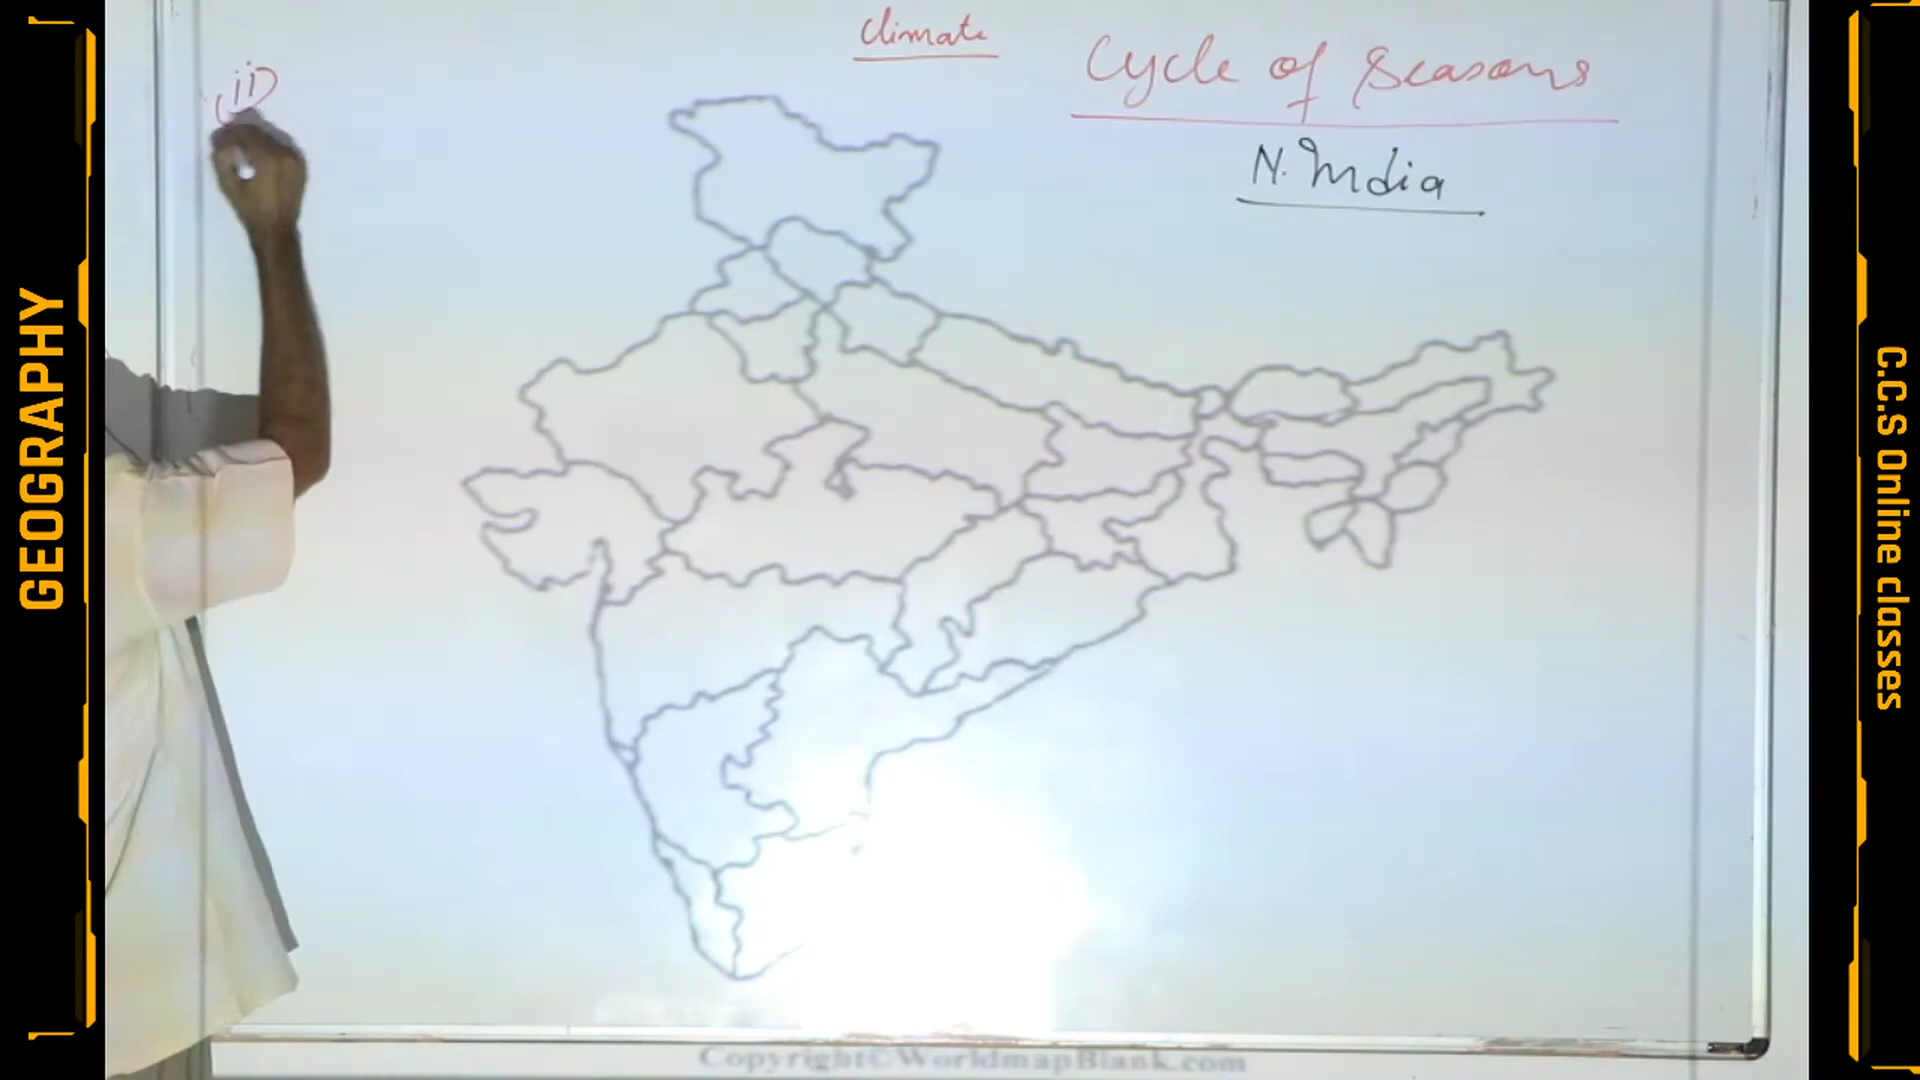 GEOGRAPHY
Climate
Cycle of Seasons
N. India
(ii)
C.C.S Online classes
Copyright©WorldmapBlank.com